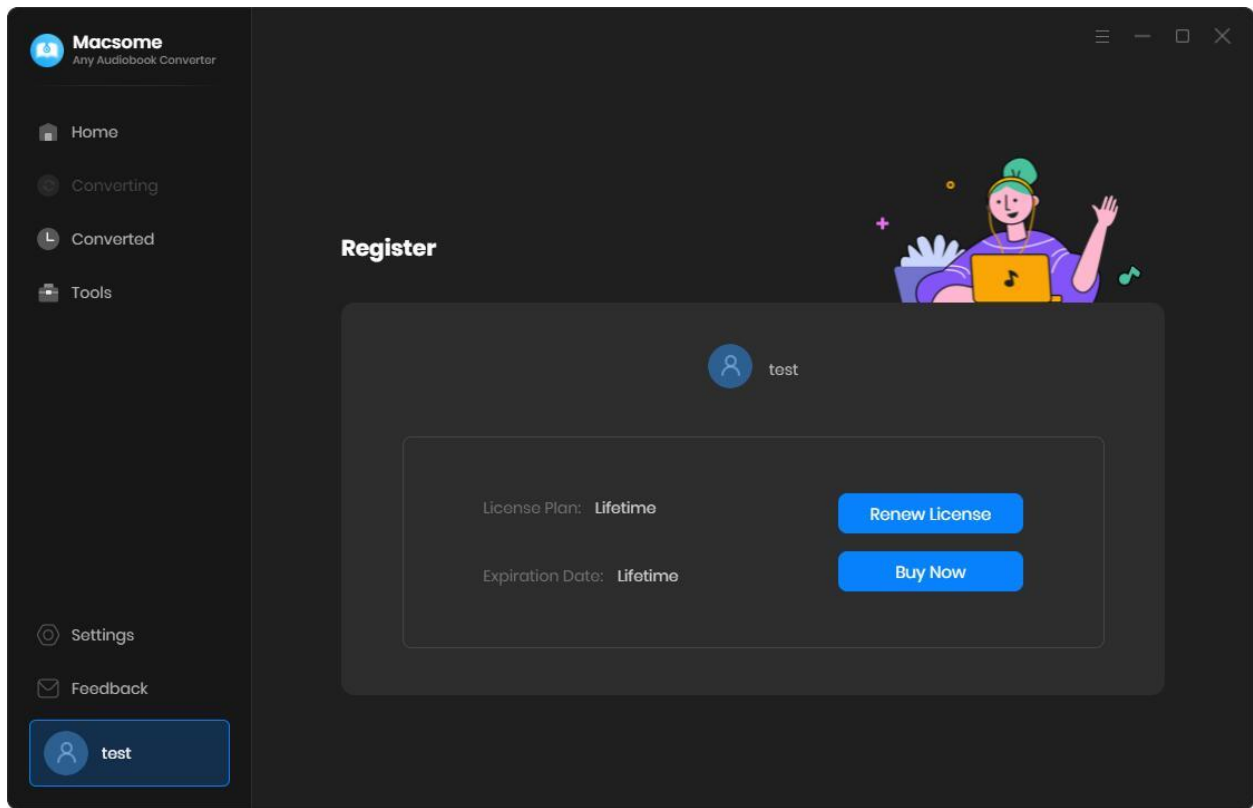 Macsome
Any Audiobook Converter
Home
Converting
Converted
Tools
Settings
Feedback
test
Register
test
License Plan: Lifetime
Renew License
Expiration Date: Lifetime
Buy Now